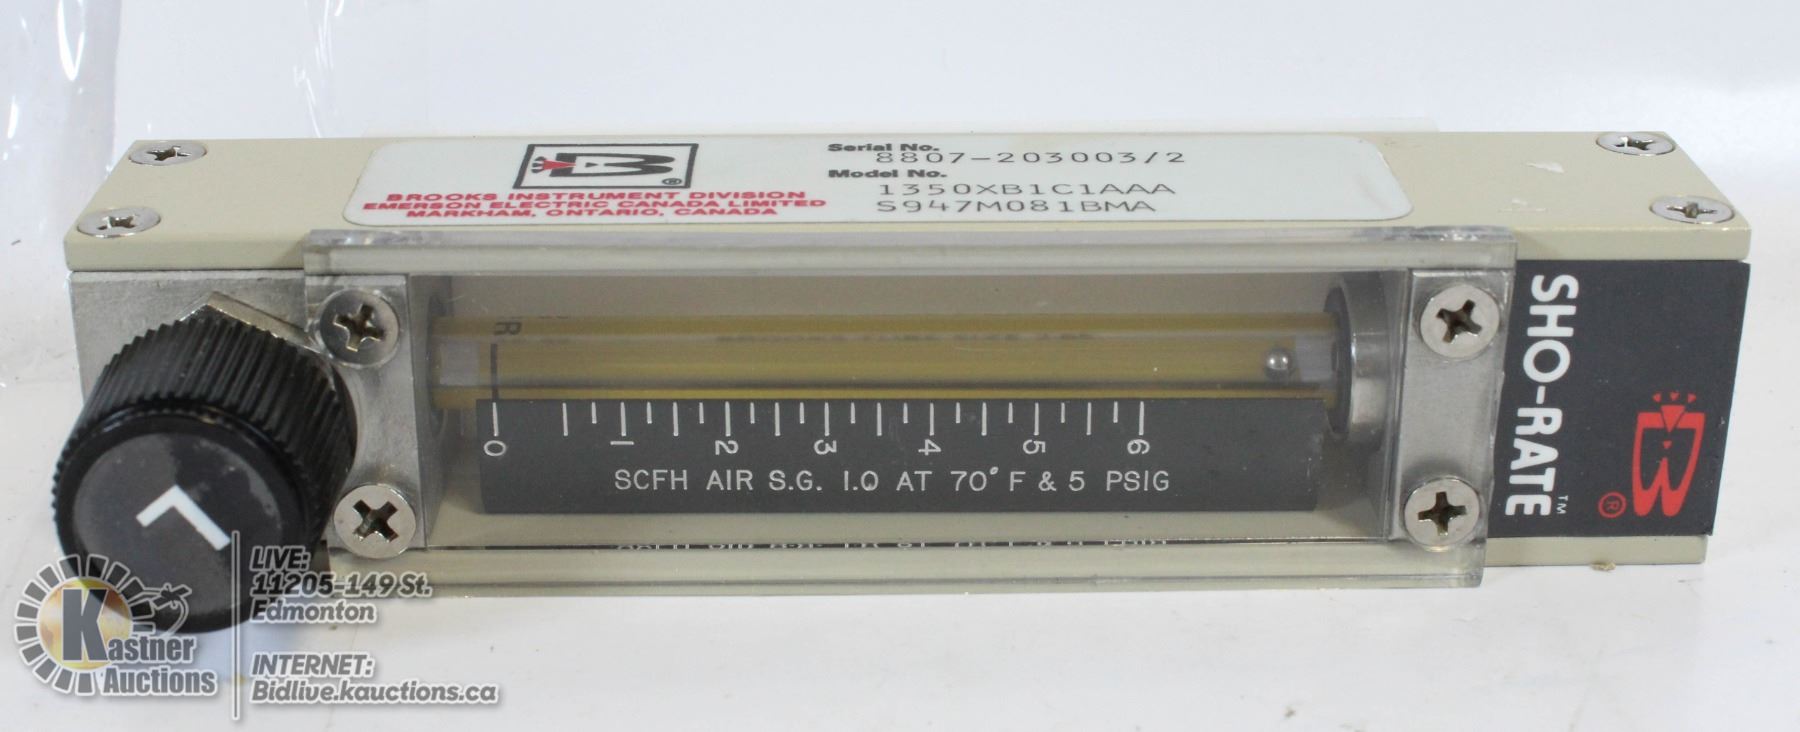 B®
BROOKS INSTRUMENT DIVISION
EMERSON ELECTRIC CANADA LIMITED
MARKHAM, ONTARIO, CANADA
Serial No.
8807-203003/2
Model No.
1350XB1C1AAA
S947M081BMA
R
0 1 2 3 4 5 6
SCFH AIR S.G. 1.0 AT 70°F & 5 PSIG
SHO-RATE™
B®
K
Kastner
Auctions
LIVE:
11205-149 St.
Edmonton
INTERNET:
Bidlive.kauctions.ca